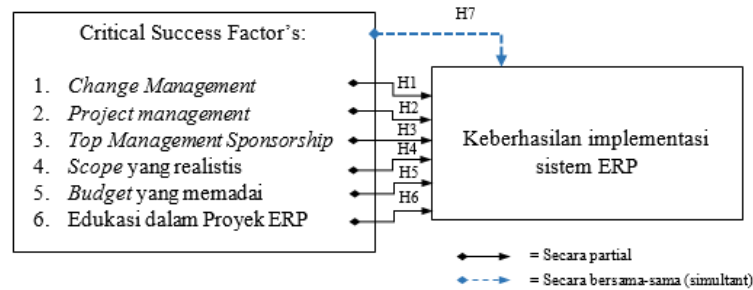 H7
Critical Success Factor's:
1. Change Management
2. Project management
3. Top Management Sponsorship
4. Scope yang realistis
5. Budget yang memadai
6. Edukasi dalam Proyek ERP
H1
H2
H3
H4
H5
H6
Keberhasilan implementasi
sistem ERP
= Secara partial
= Secara bersama-sama (simultant)